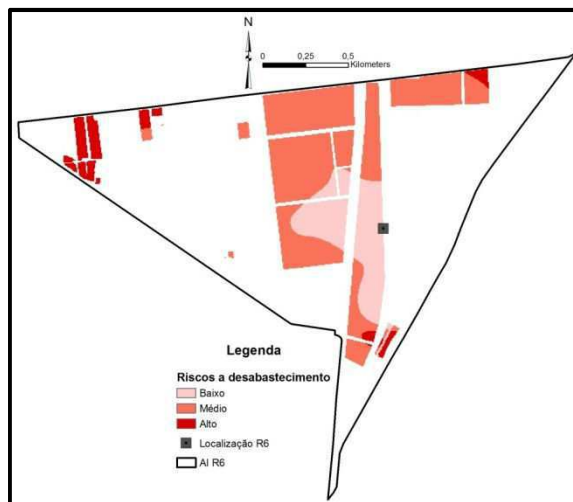 N
0 0,25 0,5
Kilometers
Legenda
Riscos a desabastecimento
Baixo
Médio
Alto
Localização R6
AI R6